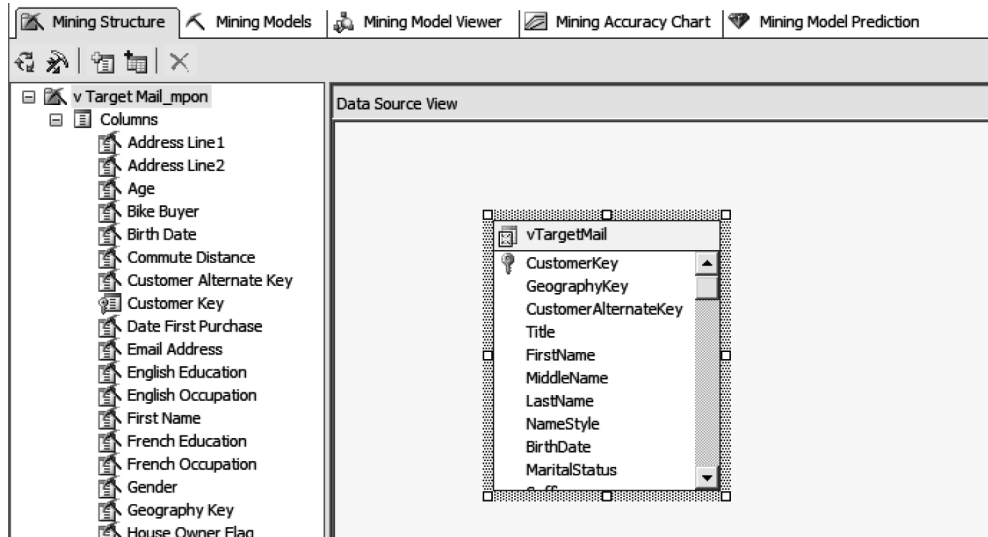 Mining Structure
Mining Models
Mining Model Viewer
Mining Accuracy Chart
Mining Model Prediction
v Target Mail_mpon
Columns
Address Line1
Address Line2
Age
Bike Buyer
Birth Date
Commute Distance
Customer Alternate Key
Customer Key
Date First Purchase
Email Address
English Education
English Occupation
First Name
French Education
French Occupation
Gender
Geography Key
House Owner Flag
Data Source View
vTargetMail
CustomerKey
GeographyKey
CustomerAlternateKey
Title
FirstName
MiddleName
LastName
NameStyle
BirthDate
MaritalStatus